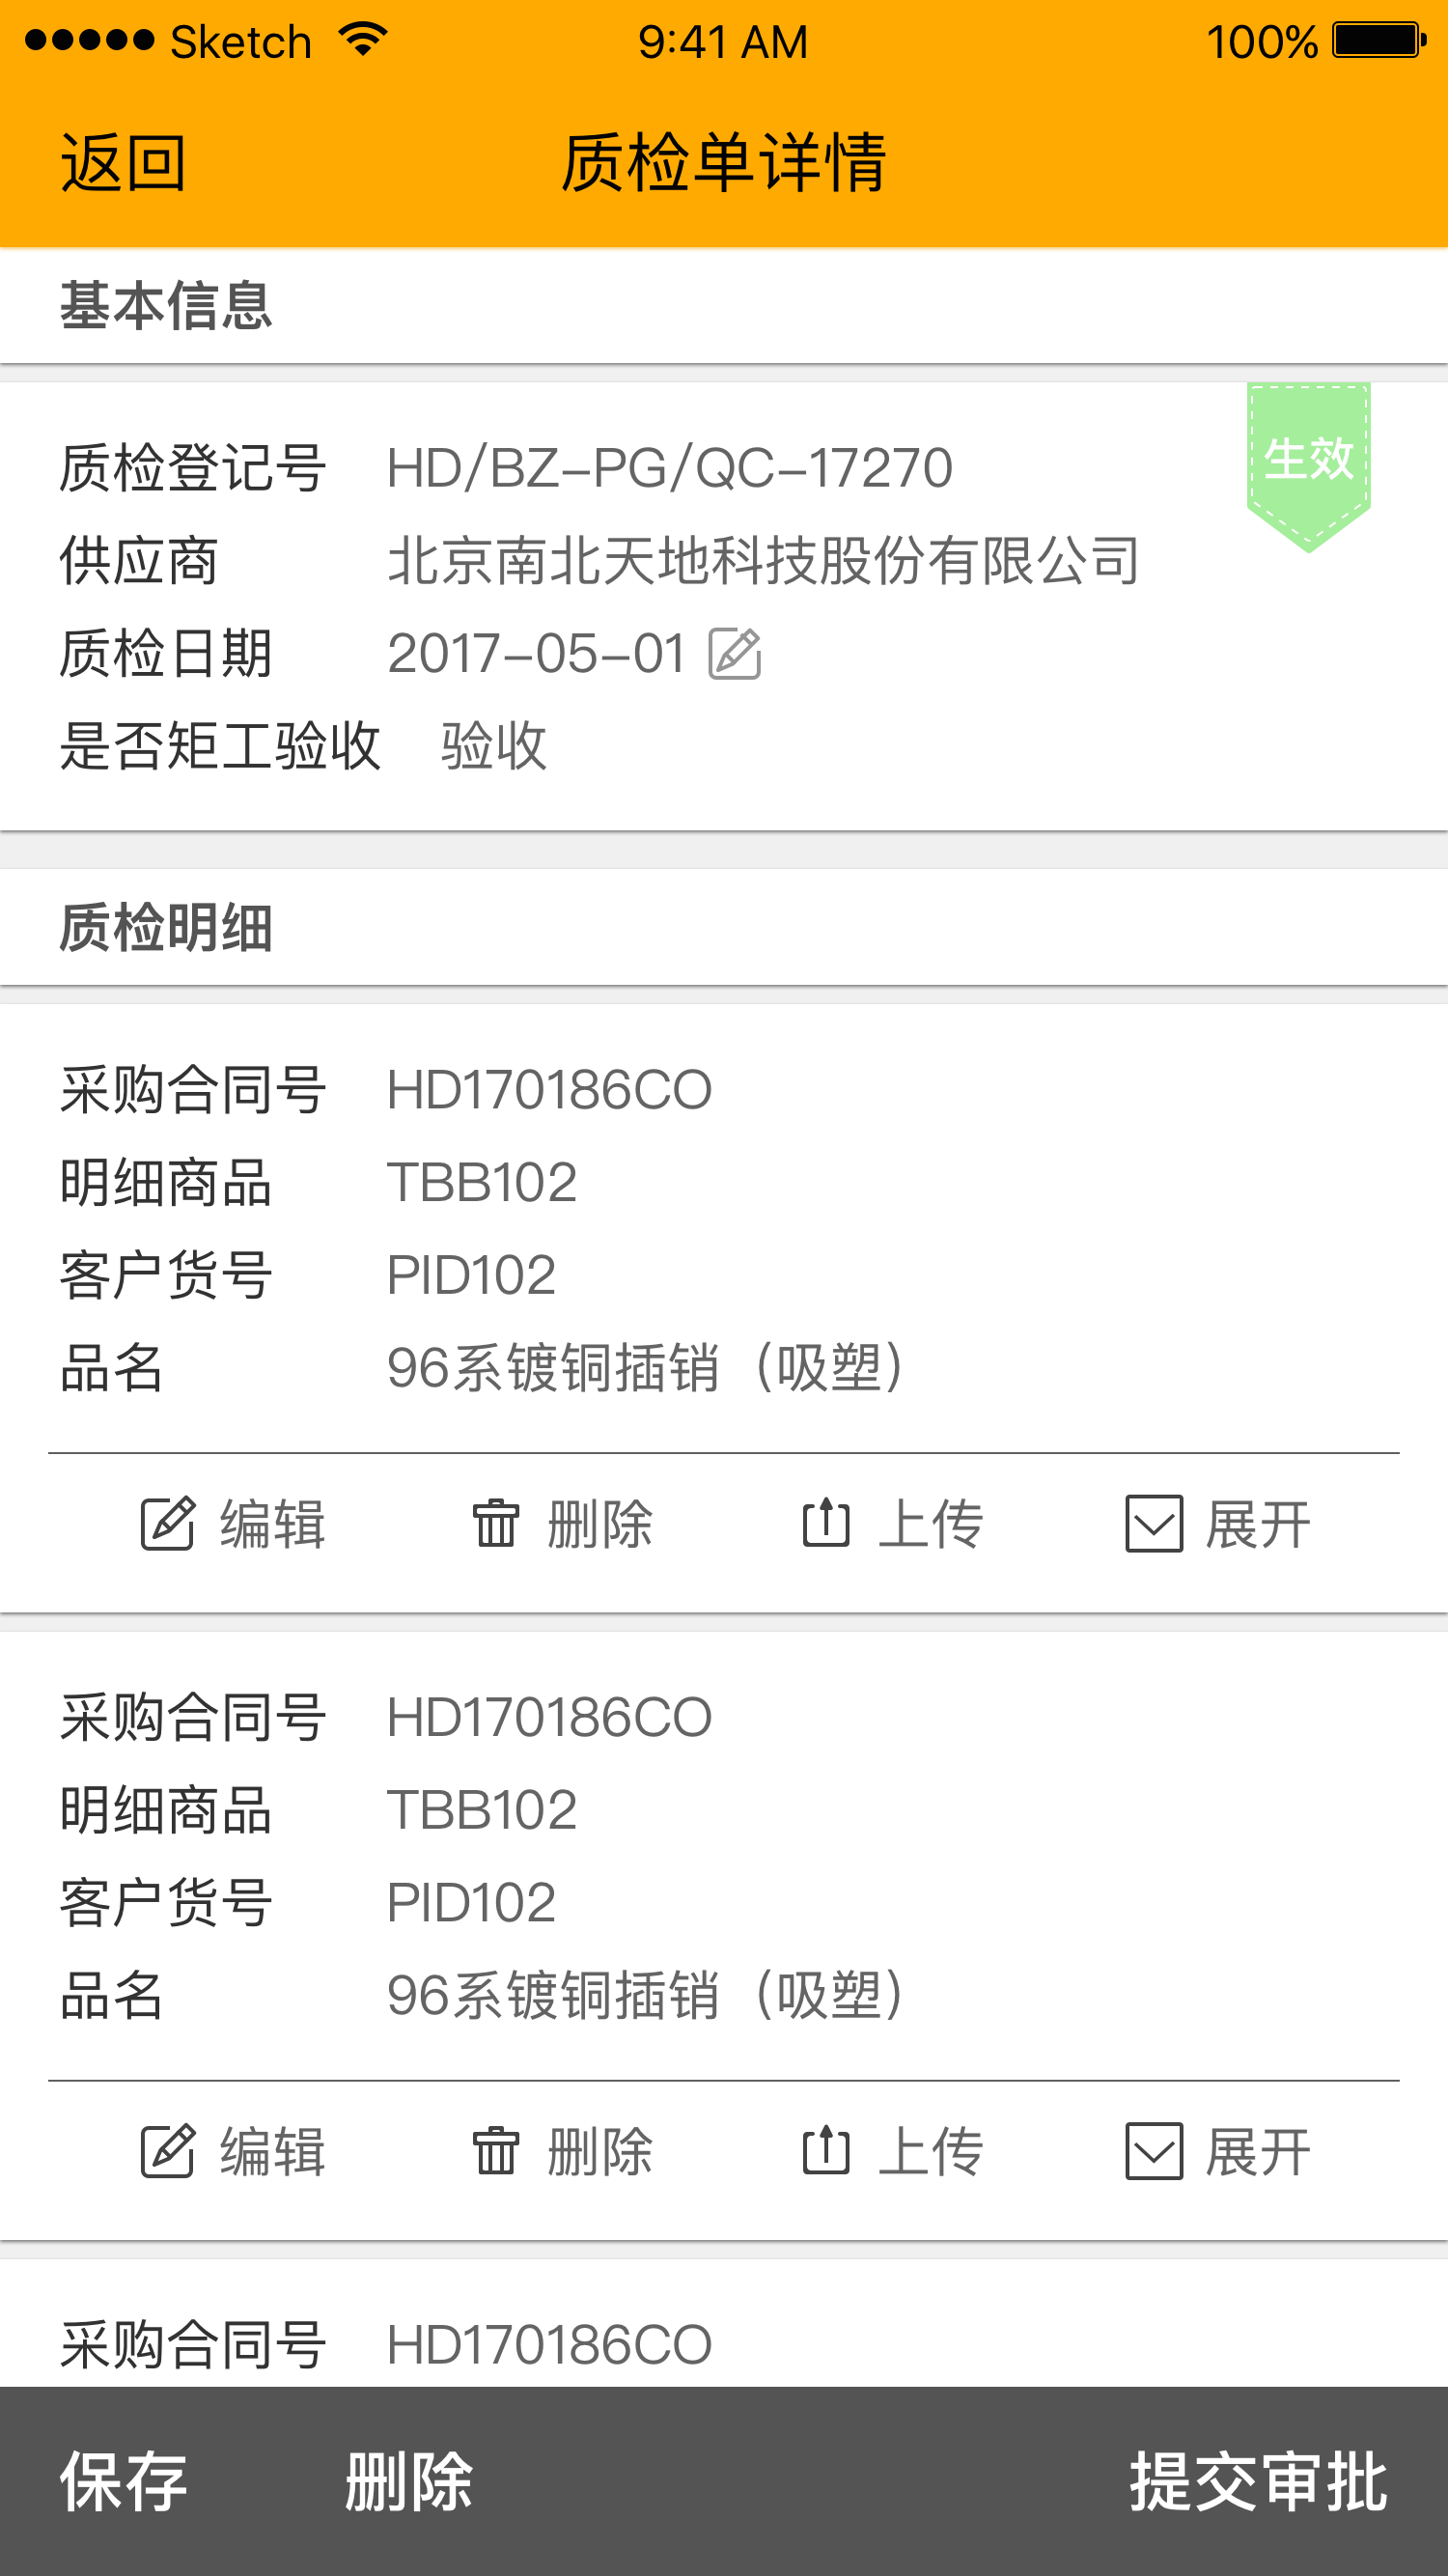 Sketch 9:41 AM 100%
返回 质检单详情
基本信息
质检登记号 HD/BZ-PG/QC-17270
生效
供应商 北京南北天地科技股份有限公司
质检日期 2017-05-01
是否矩工验收 验收
质检明细
采购合同号 HD170186CO
明细商品 TBB102
客户货号 PID102
品名 96系镀铜插销（吸塑）
编辑 删除 上传 展开
采购合同号 HD170186CO
明细商品 TBB102
客户货号 PID102
品名 96系镀铜插销（吸塑）
编辑 删除 上传 展开
采购合同号 HD170186CO
保存 删除 提交审批